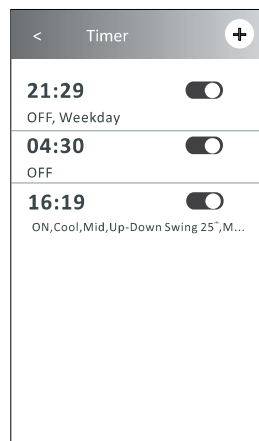 < Timer +
21:29
OFF, Weekday
04:30
OFF
16:19
ON,Cool,Mid,Up-Down Swing 25˚,M...